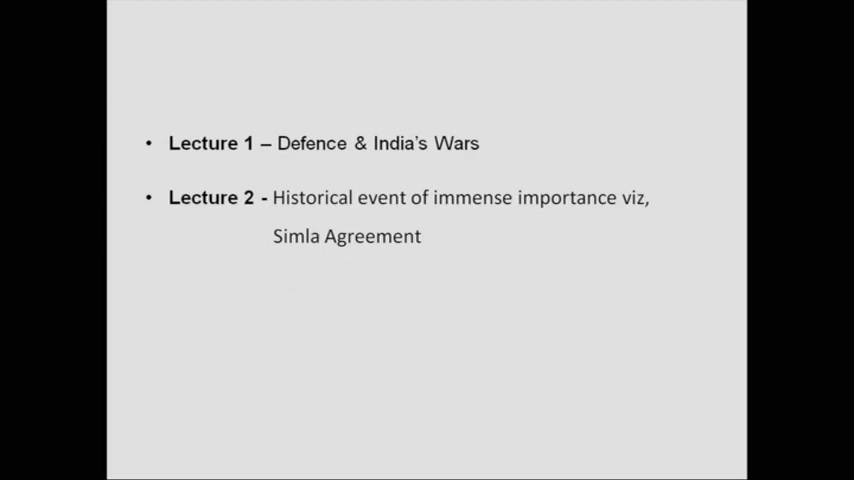 • Lecture 1 – Defence & India's Wars
• Lecture 2 - Historical event of immense importance viz,
Simla Agreement